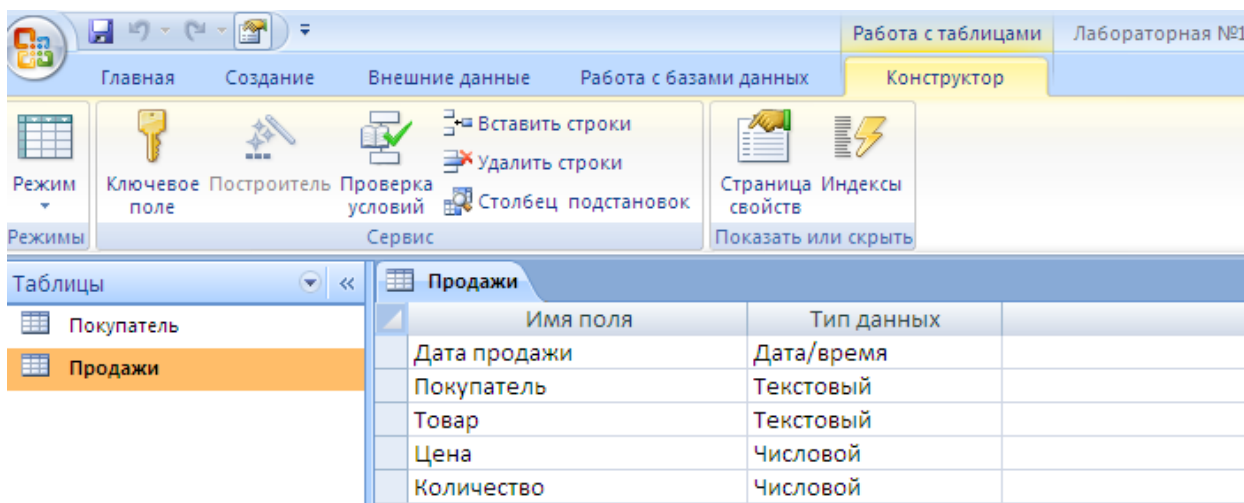 Работа с таблицами
Лабораторная №1
Главная
Создание
Внешние данные
Работа с базами данных
Конструктор
Режим
Ключевое поле
Построитель
Проверка условий
Вставить строки
Удалить строки
Столбец подстановок
Страница свойств
Индексы
Режимы
Сервис
Показать или скрыть
Таблицы
Покупатель
Продажи
Продажи
Имя поля Тип данных
Дата продажи Дата/время
Покупатель Текстовый
Товар Текстовый
Цена Числовой
Количество Числовой